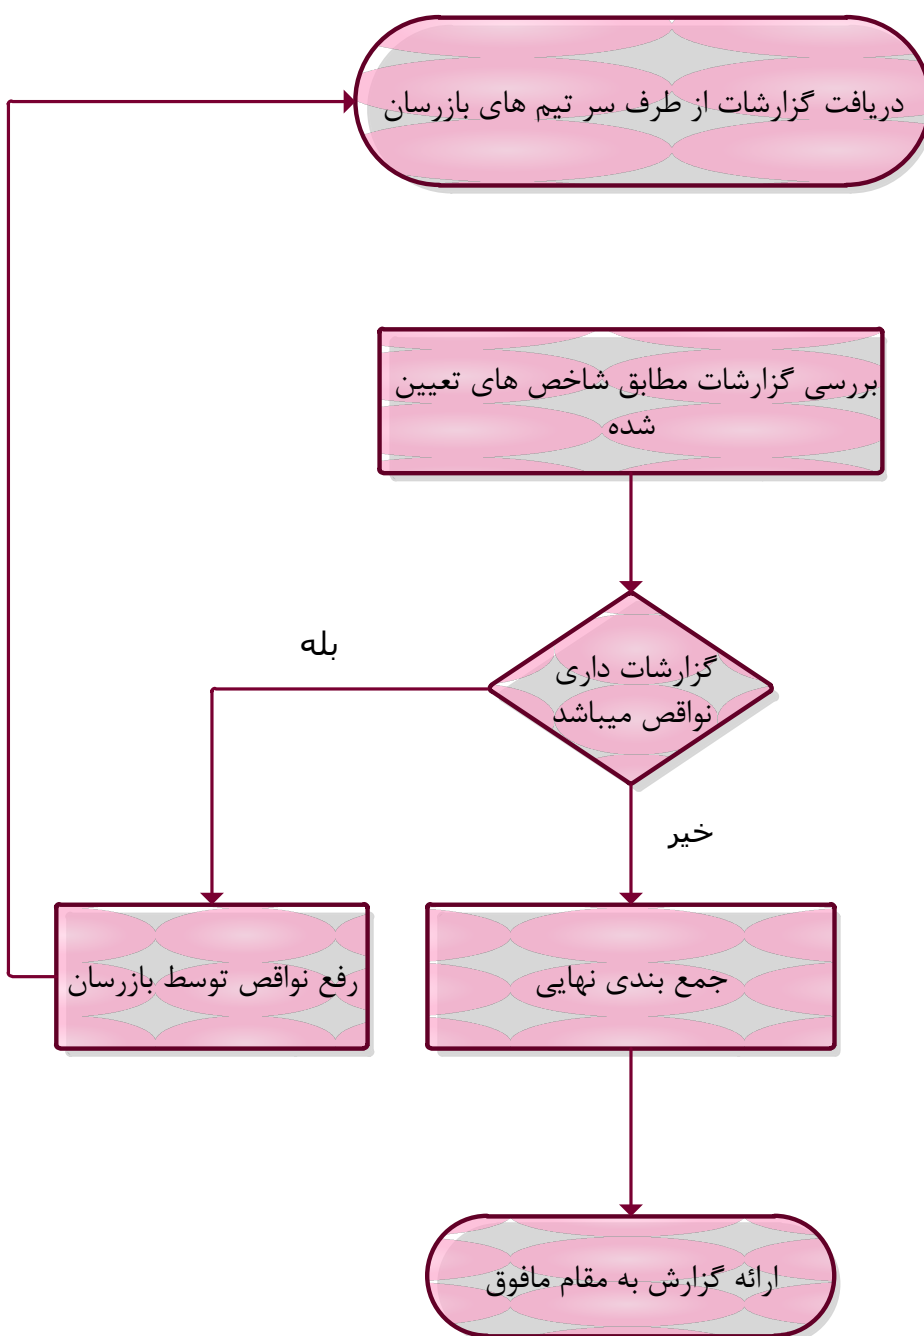 دریافت گزارشات از طرف سر تیم های بازرسان
بررسی گزارشات مطابق شاخص های تعیین
شده
گزارشات داری
نواقص میباشد
بله
خیر
رفع نواقص توسط بازرسان
جمع بندی نهایی
ارائه گزارش به مقام مافوق